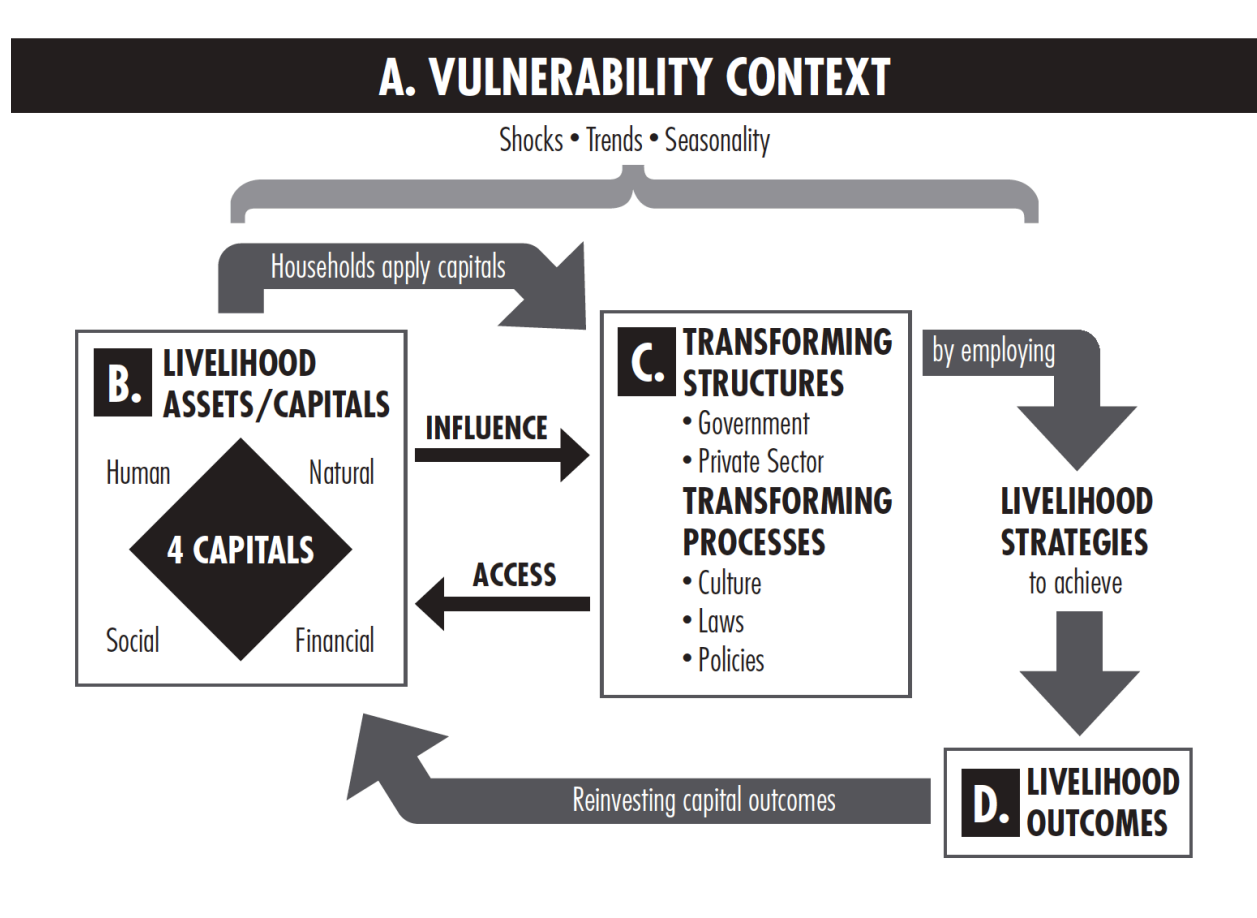 A. VULNERABILITY CONTEXT
Shocks • Trends • Seasonality
Households apply capitals
B. LIVELIHOOD
ASSETS/CAPITALS
Human
Natural
4 CAPITALS
Social
Financial
INFLUENCE
ACCESS
C. TRANSFORMING
STRUCTURES
• Government
• Private Sector
TRANSFORMING
PROCESSES
• Culture
• Laws
• Policies
by employing
LIVELIHOOD
STRATEGIES
to achieve
D. LIVELIHOOD
OUTCOMES
Reinvesting capital outcomes